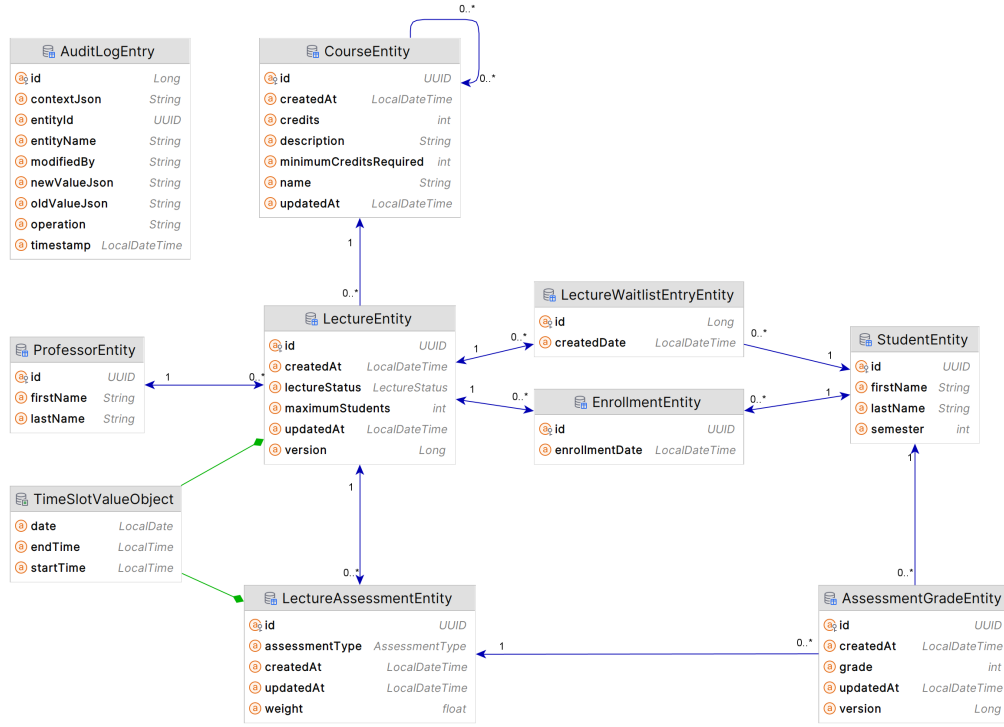 0..*
0..*
AuditLogEntry
id Long
contextJson String
entityId UUID
entityName String
modifiedBy String
newValueJson String
oldValueJson String
operation String
timestamp LocalDateTime
CourseEntity
id UUID
createdAt LocalDateTime
credits int
description String
minimumCreditsRequired int
name String
updatedAt LocalDateTime
1
0..*
LectureEntity
id UUID
createdAt LocalDateTime
lectureStatus LectureStatus
maximumStudents int
updatedAt LocalDateTime
version Long
ProfessorEntity
id UUID
firstName String
lastName String
1
0..*
LectureWaitlistEntryEntity
id Long
createdDate LocalDateTime
1
0..*
0..*
1
EnrollmentEntity
id UUID
enrollmentDate LocalDateTime
1
0..*
0..*
1
StudentEntity
id UUID
firstName String
lastName String
semester int
TimeSlotValueObject
date LocalDate
endTime LocalTime
startTime LocalTime
1
0..*
1
0..*
LectureAssessmentEntity
id UUID
assessmentType AssessmentType
createdAt LocalDateTime
updatedAt LocalDateTime
weight float
1
0..*
AssessmentGradeEntity
id UUID
createdAt LocalDateTime
grade int
updatedAt LocalDateTime
version Long